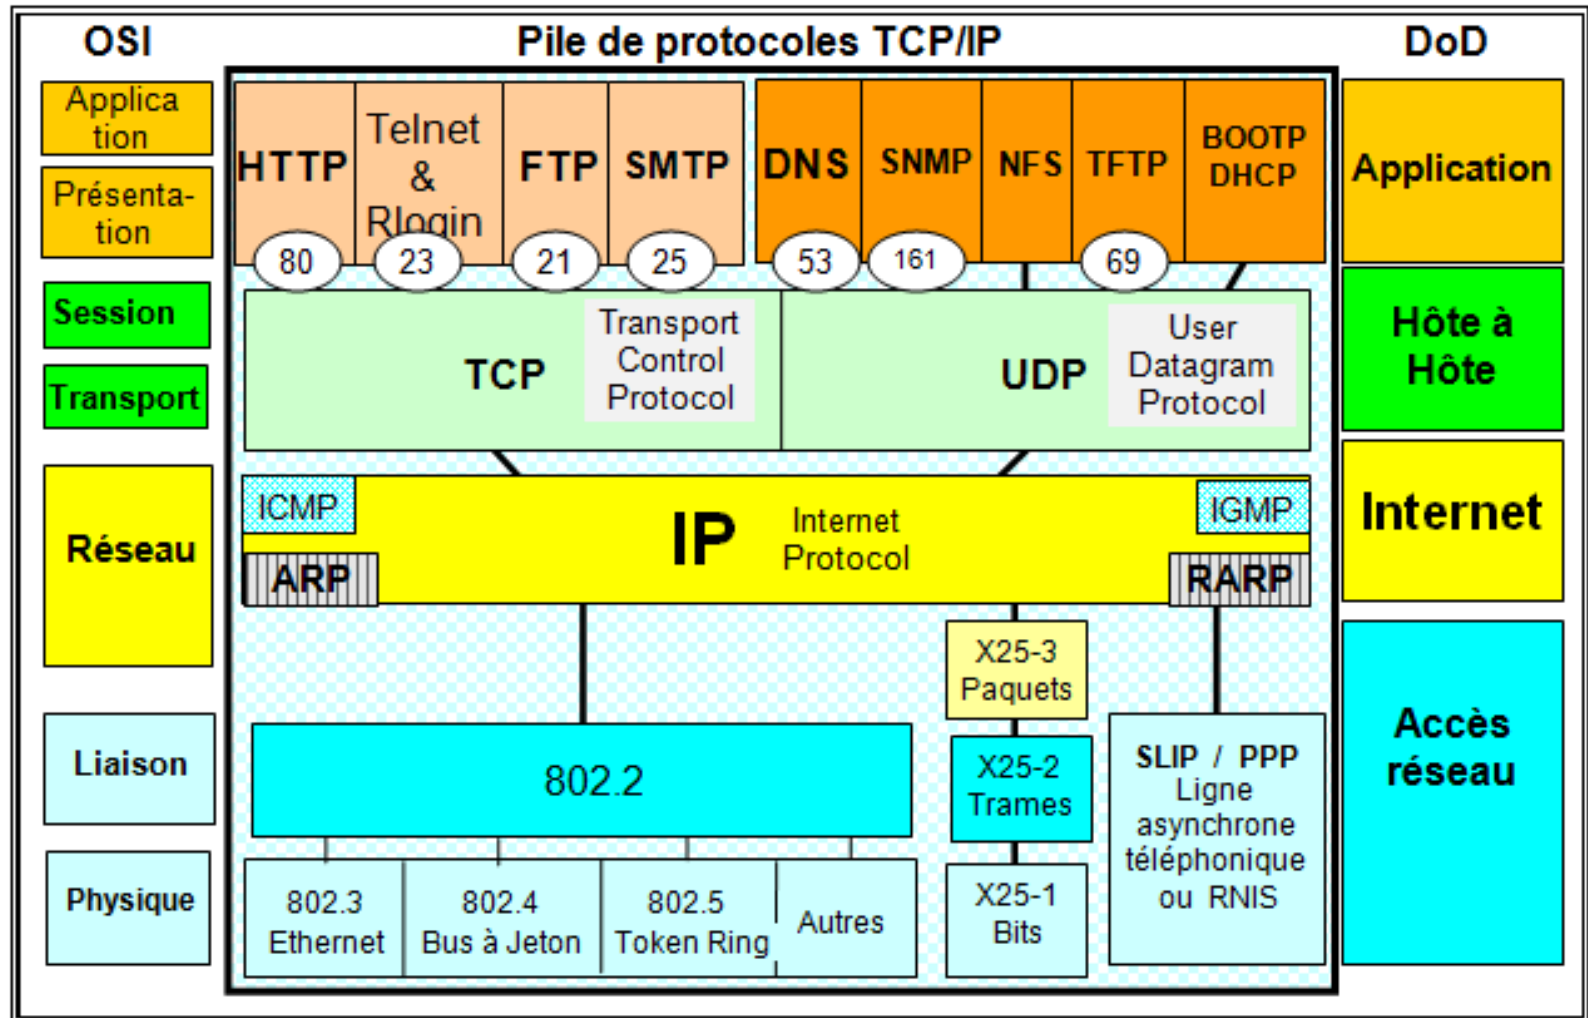 OSI
Pile de protocoles TCP/IP
DoD
Applica
tion
Présenta-
tion
Session
Transport
Réseau
Liaison
Physique
HTTP
Telnet
&
Rlogin
FTP
SMTP
DNS
SNMP
NFS
TFTP
BOOTP
DHCP
80
23
21
25
53
161
69
TCP
Transport
Control
Protocol
UDP
User
Datagram
Protocol
ICMP
ARP
IP
Internet
Protocol
IGMP
RARP
X25-3
Paquets
802.2
X25-2
Trames
SLIP / PPP
Ligne
asynchrone
téléphonique
ou RNIS
802.3
Ethernet
802.4
Bus à Jeton
802.5
Token Ring
Autres
X25-1
Bits
Application
Hôte à
Hôte
Internet
Accès
réseau